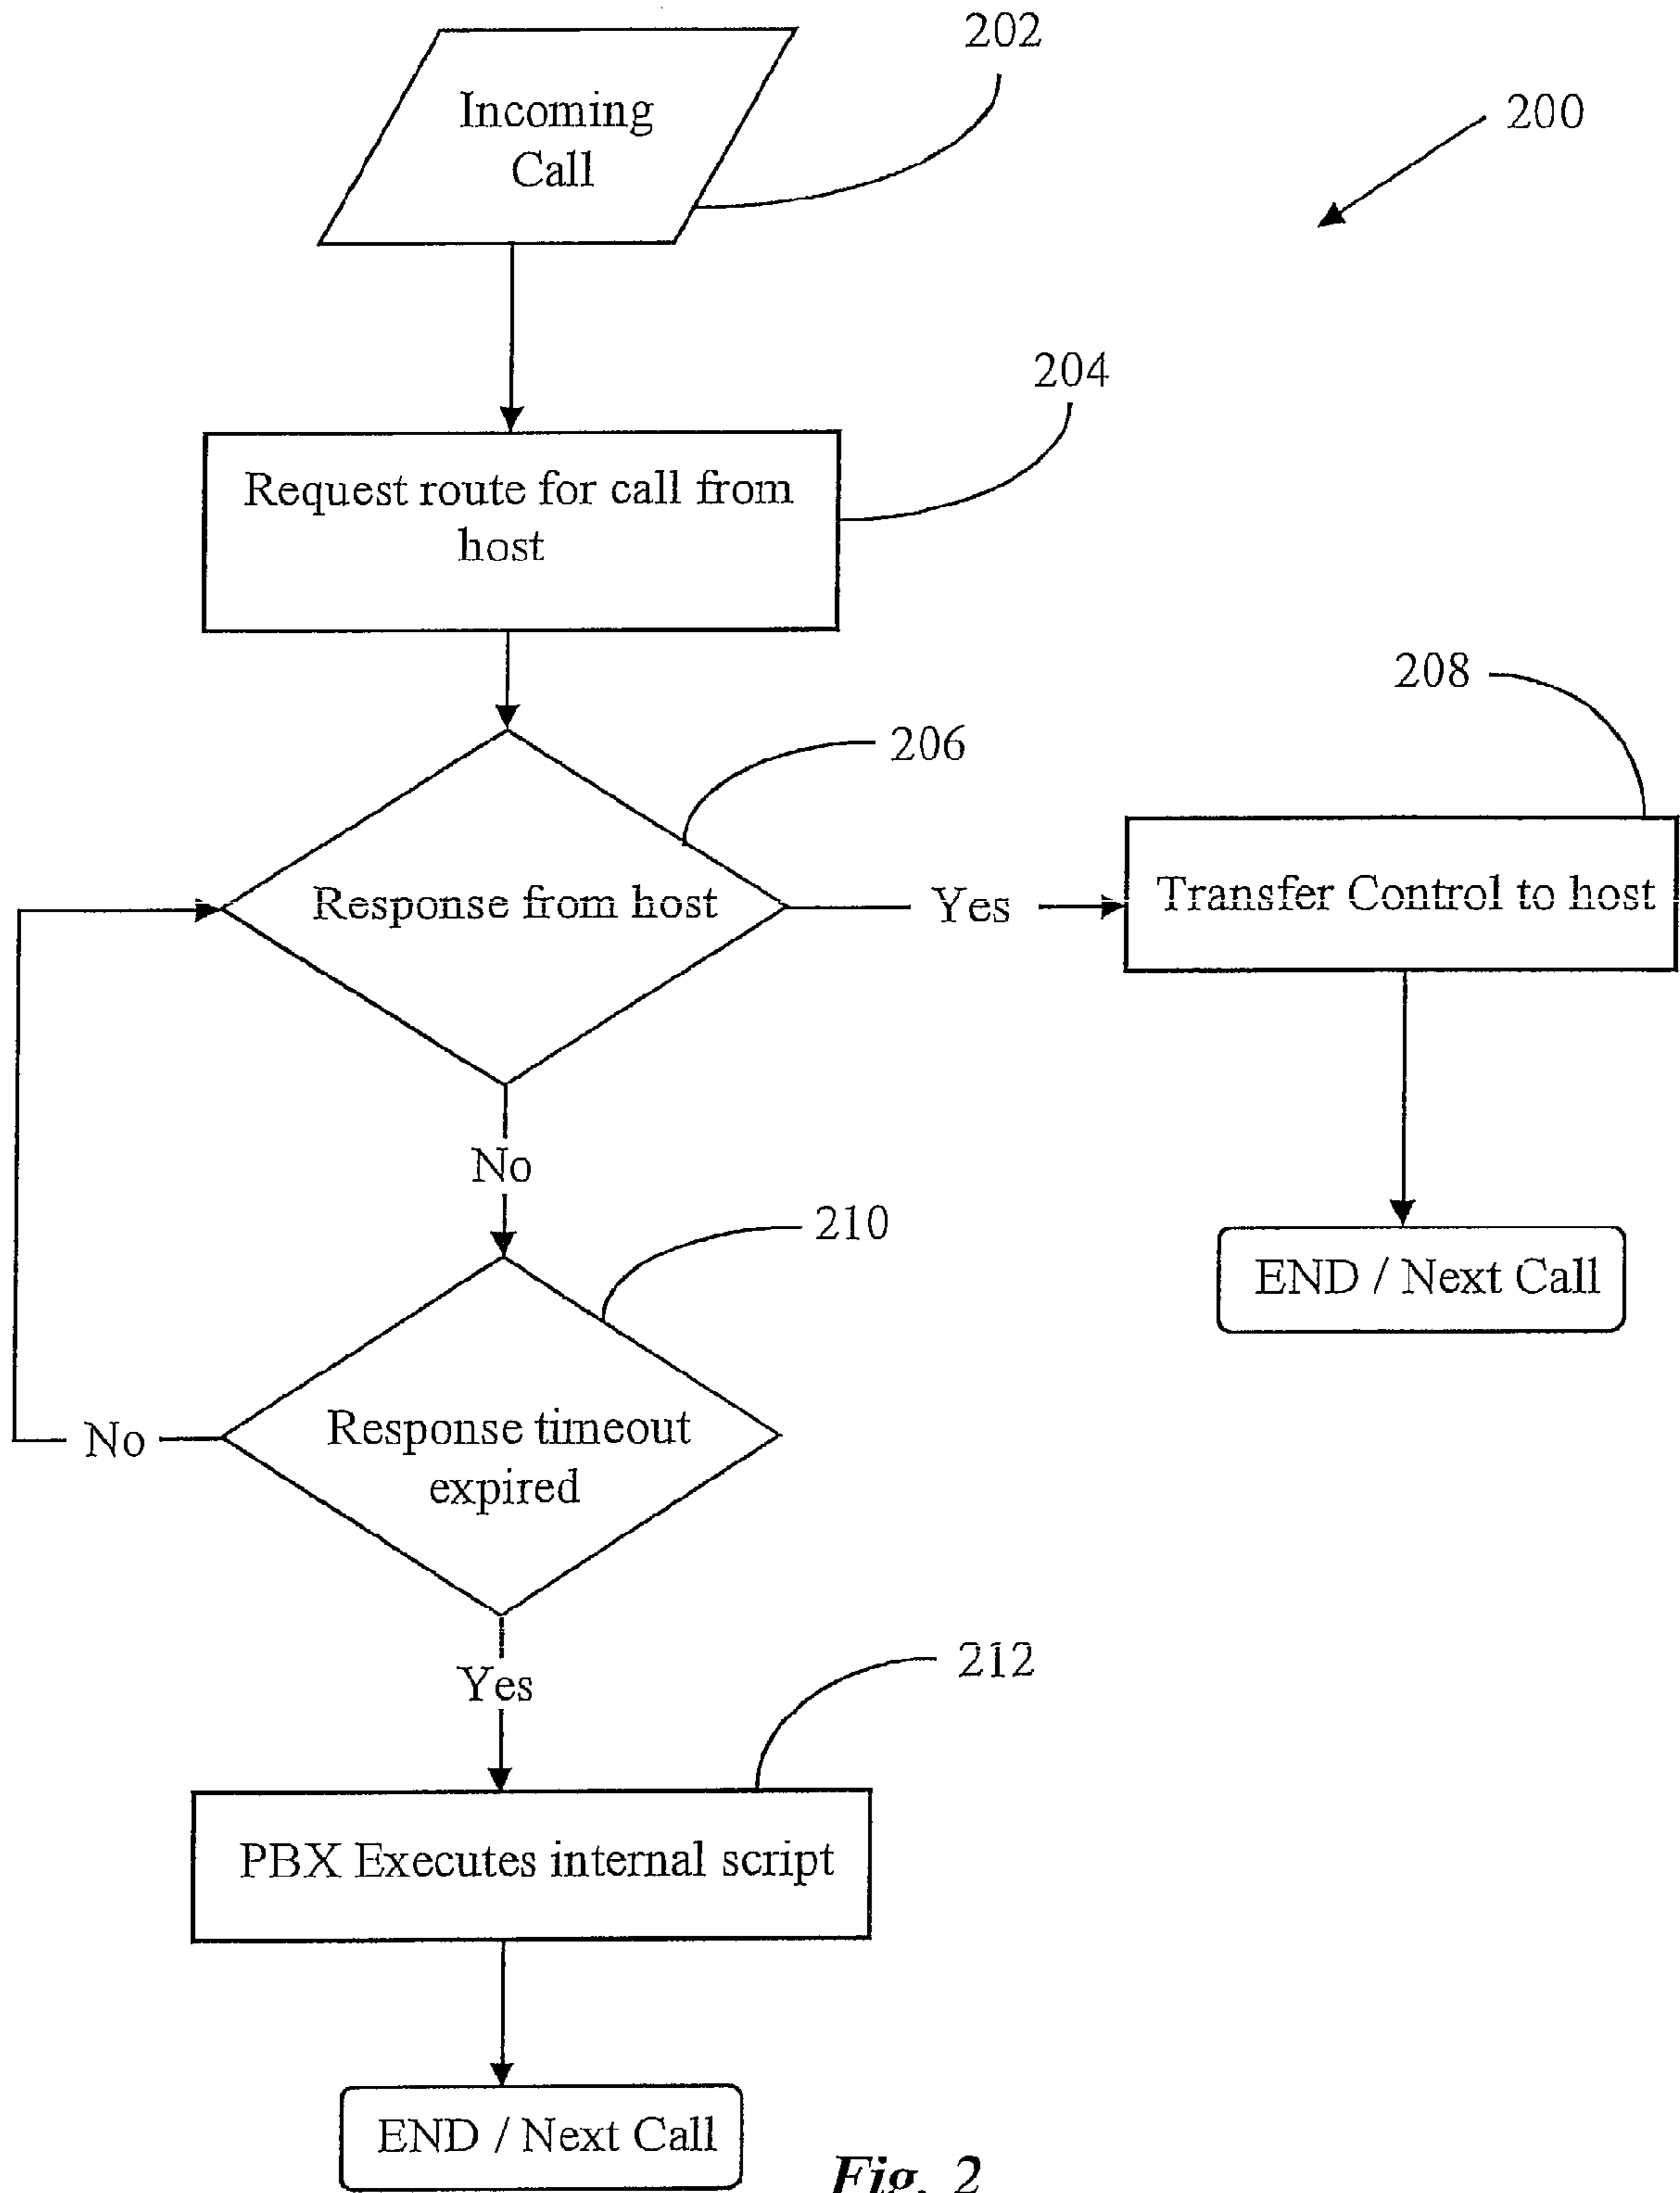 202
Incoming
Call
200
204
Request route for call from
host
208
206
Response from host
Yes
Transfer Control to host
No
210
END / Next Call
Response timeout
expired
No
Yes
212
PBX Executes internal script
END / Next Call
Fig. 2